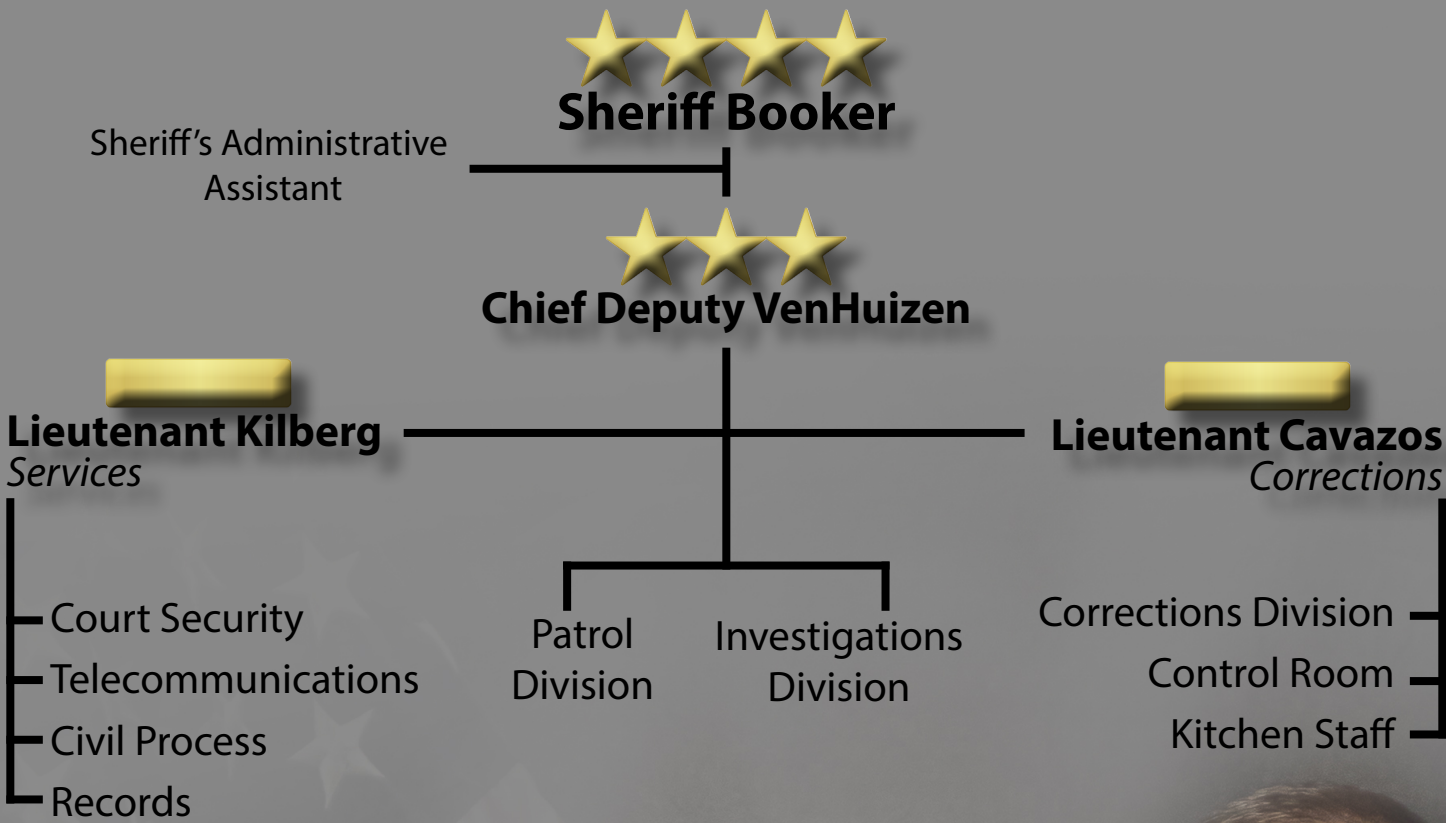 Sheriff Booker
Sheriff’s Administrative
Assistant
Chief Deputy VenHuizen
Lieutenant Kilberg
Services
Court Security
Telecommunications
Civil Process
Records
Patrol
Division
Investigations
Division
Lieutenant Cavazos
Corrections
Corrections Division
Control Room
Kitchen Staff